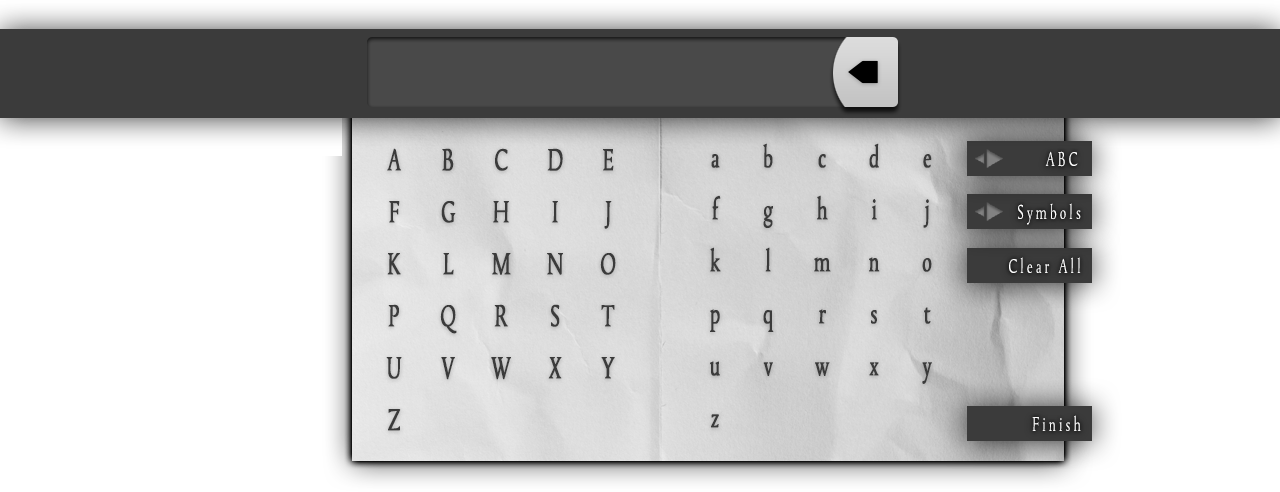 A B C D E a b c d e ABC
F G H I J f g h i j Symbols
K L M N O k l m n o Clear All
P Q R S T p q r s t
U V W X Y u v w x y
Z z Finish